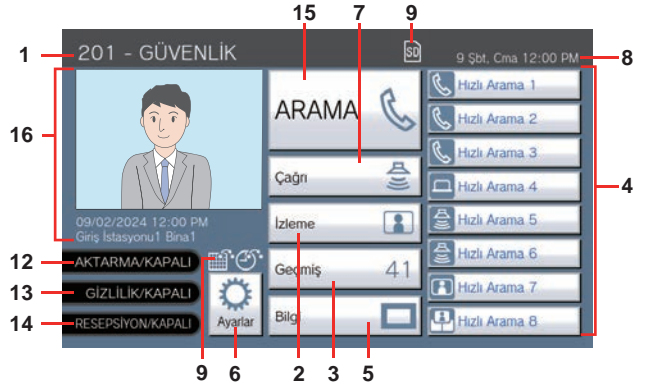 15
7
9
1
201 - GÜVENLİK
SD
9 Şbt, Cma 12:00 PM
8
16
ARAMA
Hızlı Arama 1
Hızlı Arama 2
Hızlı Arama 3
Çağrı
Hızlı Arama 4
4
09/02/2024 12:00 PM
Giriş İstasyonu1 Bina1
İzleme
Hızlı Arama 5
12
AKTARMA/KAPALI
Geçmiş 41
Hızlı Arama 6
13
GİZLİLİK/KAPALI
Hızlı Arama 7
14
RESEPSİYON/KAPALI
Ayarlar
Bilgi
Hızlı Arama 8
9
6
2
3
5